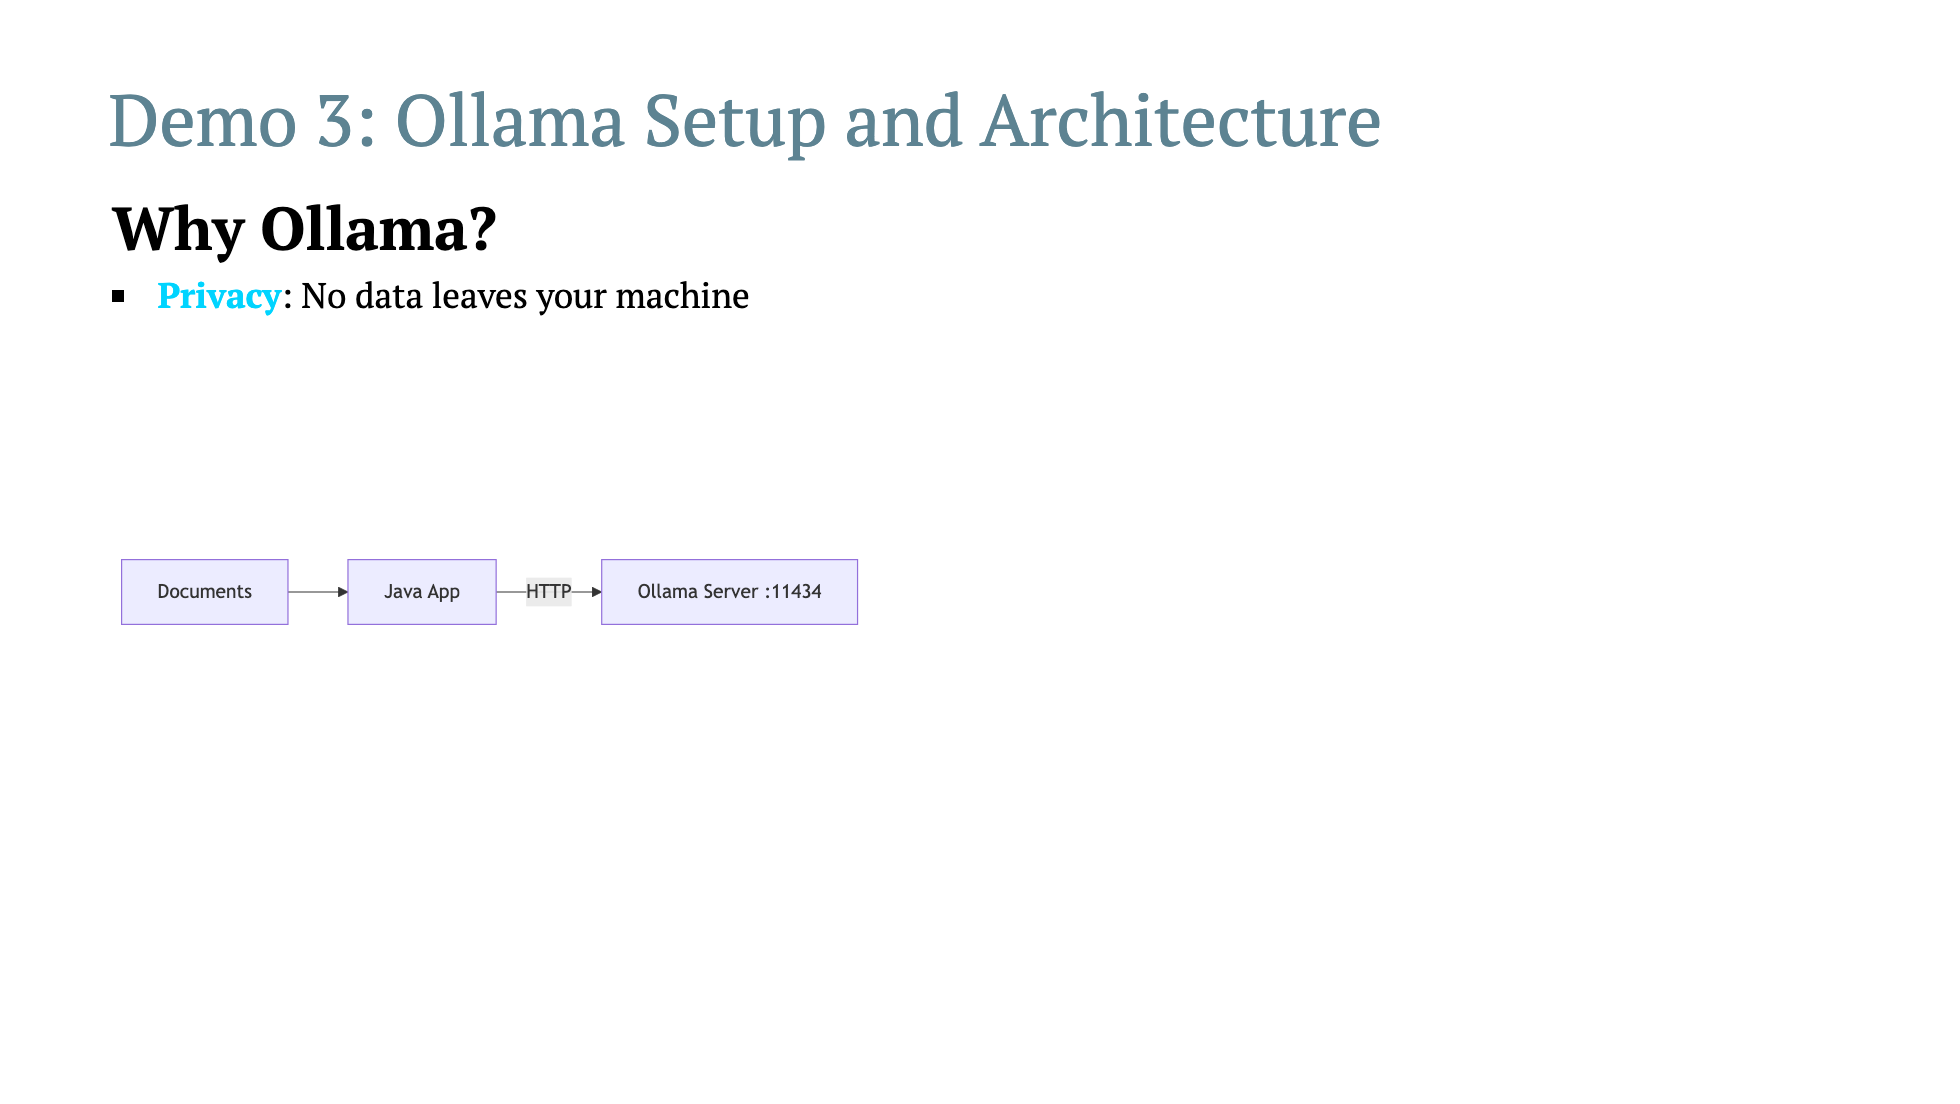 Demo 3: Ollama Setup and Architecture
Why Ollama?
▪ Privacy: No data leaves your machine
Documents
Java App
HTTP
Ollama Server :11434